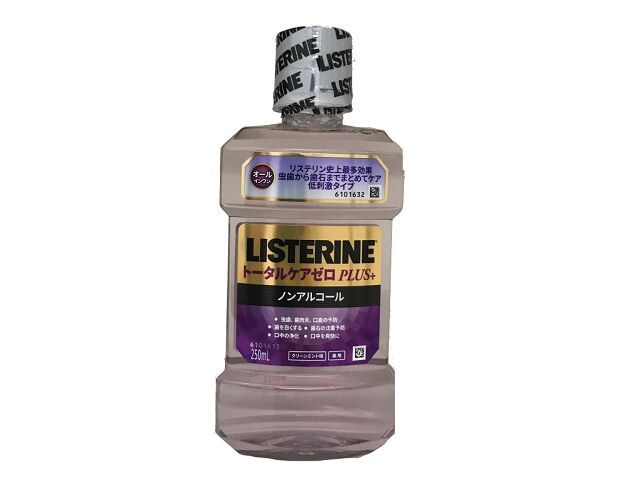 LISTERINE
オール
インワン
リステリン史上最多効果
虫歯から歯石までまとめてケア
低刺激タイプ
6101632
LISTERINE
トータルケアゼロ PLUS+
ノンアルコール
● 虫歯、歯肉炎、口臭の予防
● 歯を白くする ● 歯石の沈着予防
● 口中の浄化 ● 口中を爽快に
6101613
250mL
クリーンミント味 薬用